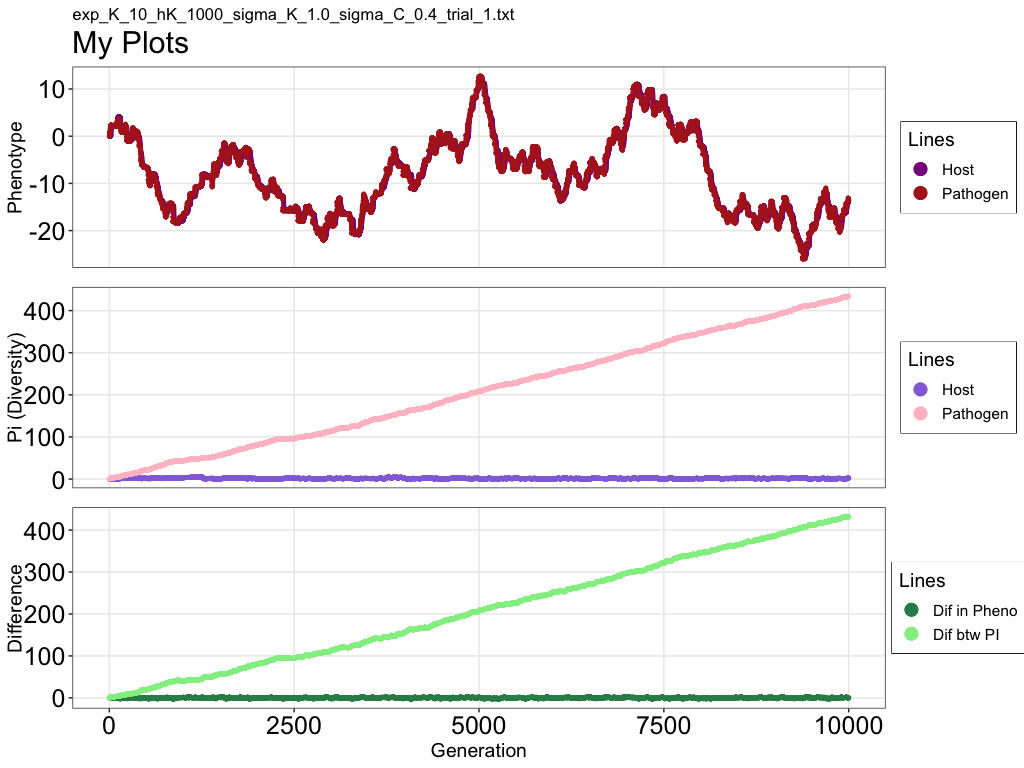 exp_K_10_hK_1000_sigma_K_1.0_sigma_C_0.4_trial_1.txt
My Plots
Phenotype
10
0
-10
-20
Lines
Host
Pathogen
Pi (Diversity)
400
300
200
100
0
Lines
Host
Pathogen
Difference
400
300
200
100
0
Lines
Dif in Pheno
Dif btw PI
0 2500 5000 7500 10000
Generation